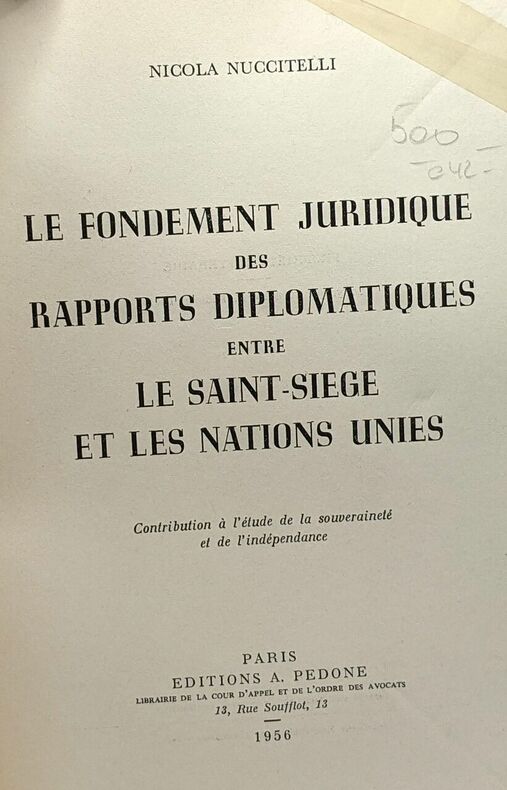 NICOLA NUCCITELLI
500
-042-
LE FONDEMENT JURIDIQUE
DES
RAPPORTS DIPLOMATIQUES
ENTRE
LE SAINT-SIEGE
ET LES NATIONS UNIES
Contribution à l'étude de la souveraineté
et de l'indépendance
PARIS
EDITIONS A. PEDONE
LIBRAIRIE DE LA COUR D'APPEL ET DE L'ORDRE DES AVOCATS
13, Rue Soufflot, 13
1956